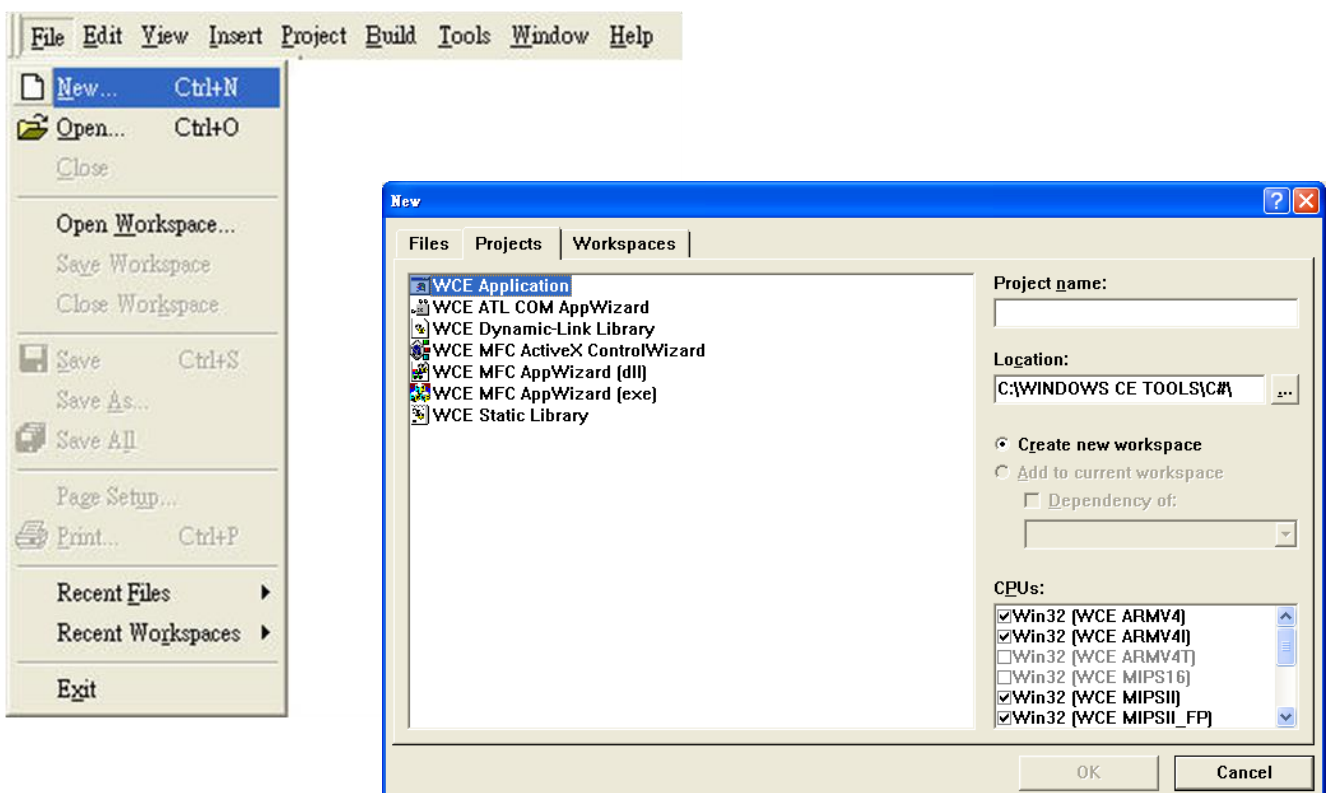 File Edit View Insert Project Build Tools Window Help
New... Ctrl+N
Open... Ctrl+O
Close
Open Workspace...
Save Workspace
Close Workspace
Save Ctrl+S
Save As...
Save All
Page Setup...
Print... Ctrl+P
Recent Files
Recent Workspaces
Exit
New
Files Projects Workspaces
WCE Application
WCE ATL COM AppWizard
WCE Dynamic-Link Library
WCE MFC ActiveX ControlWizard
WCE MFC AppWizard (dll)
WCE MFC AppWizard (exe)
WCE Static Library
Project name:
Location:
C:\WINDOWS CE TOOLS\C#\
...
Create new workspace
Add to current workspace
Dependency of:
CPUs:
Win32 (WCE ARMV4)
Win32 (WCE ARMV4I)
Win32 (WCE ARMV4T)
Win32 (WCE MIPS16)
Win32 (WCE MIPSII)
Win32 (WCE MIPSII_FP)
OK Cancel